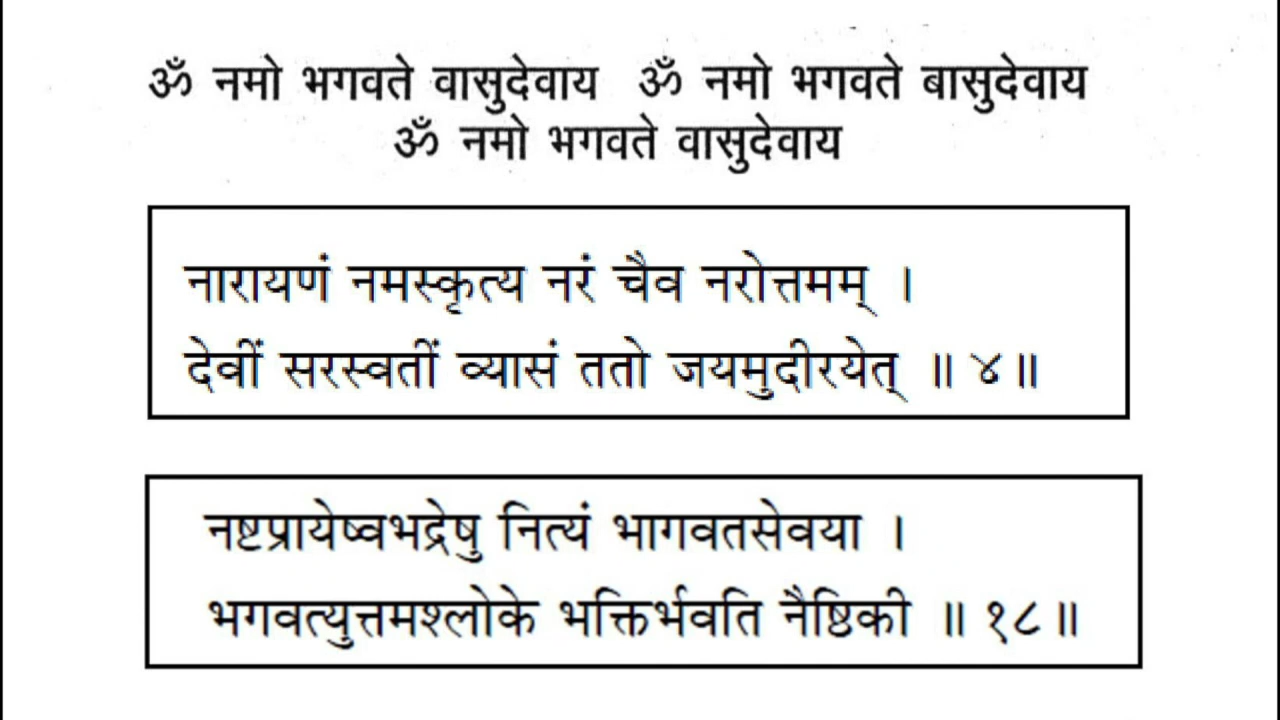 ॐ नमो भगवते वासुदेवाय ॐ नमो भगवते बासुदेवाय
ॐ नमो भगवते वासुदेवाय
नारायणं नमस्कृत्य नरं चैव नरोत्तमम् ।
देवीं सरस्वतीं व्यासं ततो जयमुदीरयेत् ॥ ४॥
नष्टप्रायेष्वभद्रेषु नित्यं भागवतसेवया ।
भगवत्युत्तमश्लोके भक्तिर्भवति नैष्ठिकी ॥ १८॥